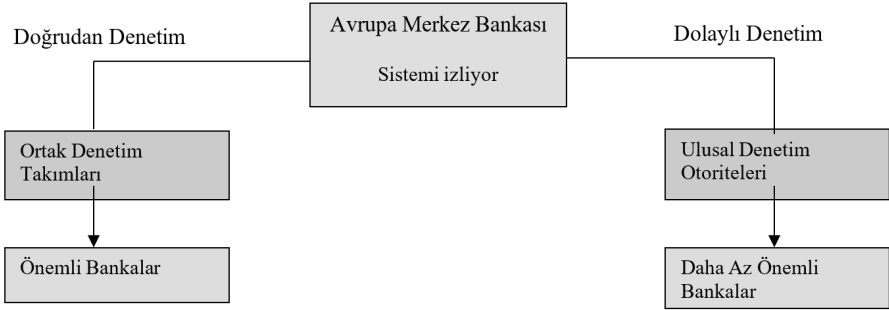 Doğrudan Denetim
Avrupa Merkez Bankası
Sistemi izliyor
Dolaylı Denetim
Ortak Denetim
Takımları
Ulusal Denetim
Otoriteleri
Önemli Bankalar
Daha Az Önemli
Bankalar